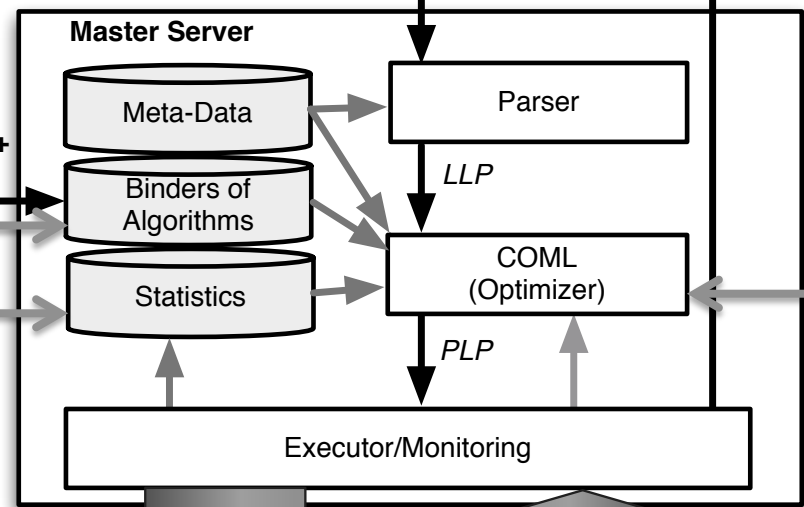 Master Server
Meta-Data
Parser
+
LLP
Binders of
Algorithms
COML
(Optimizer)
Statistics
PLP
Executor/Monitoring